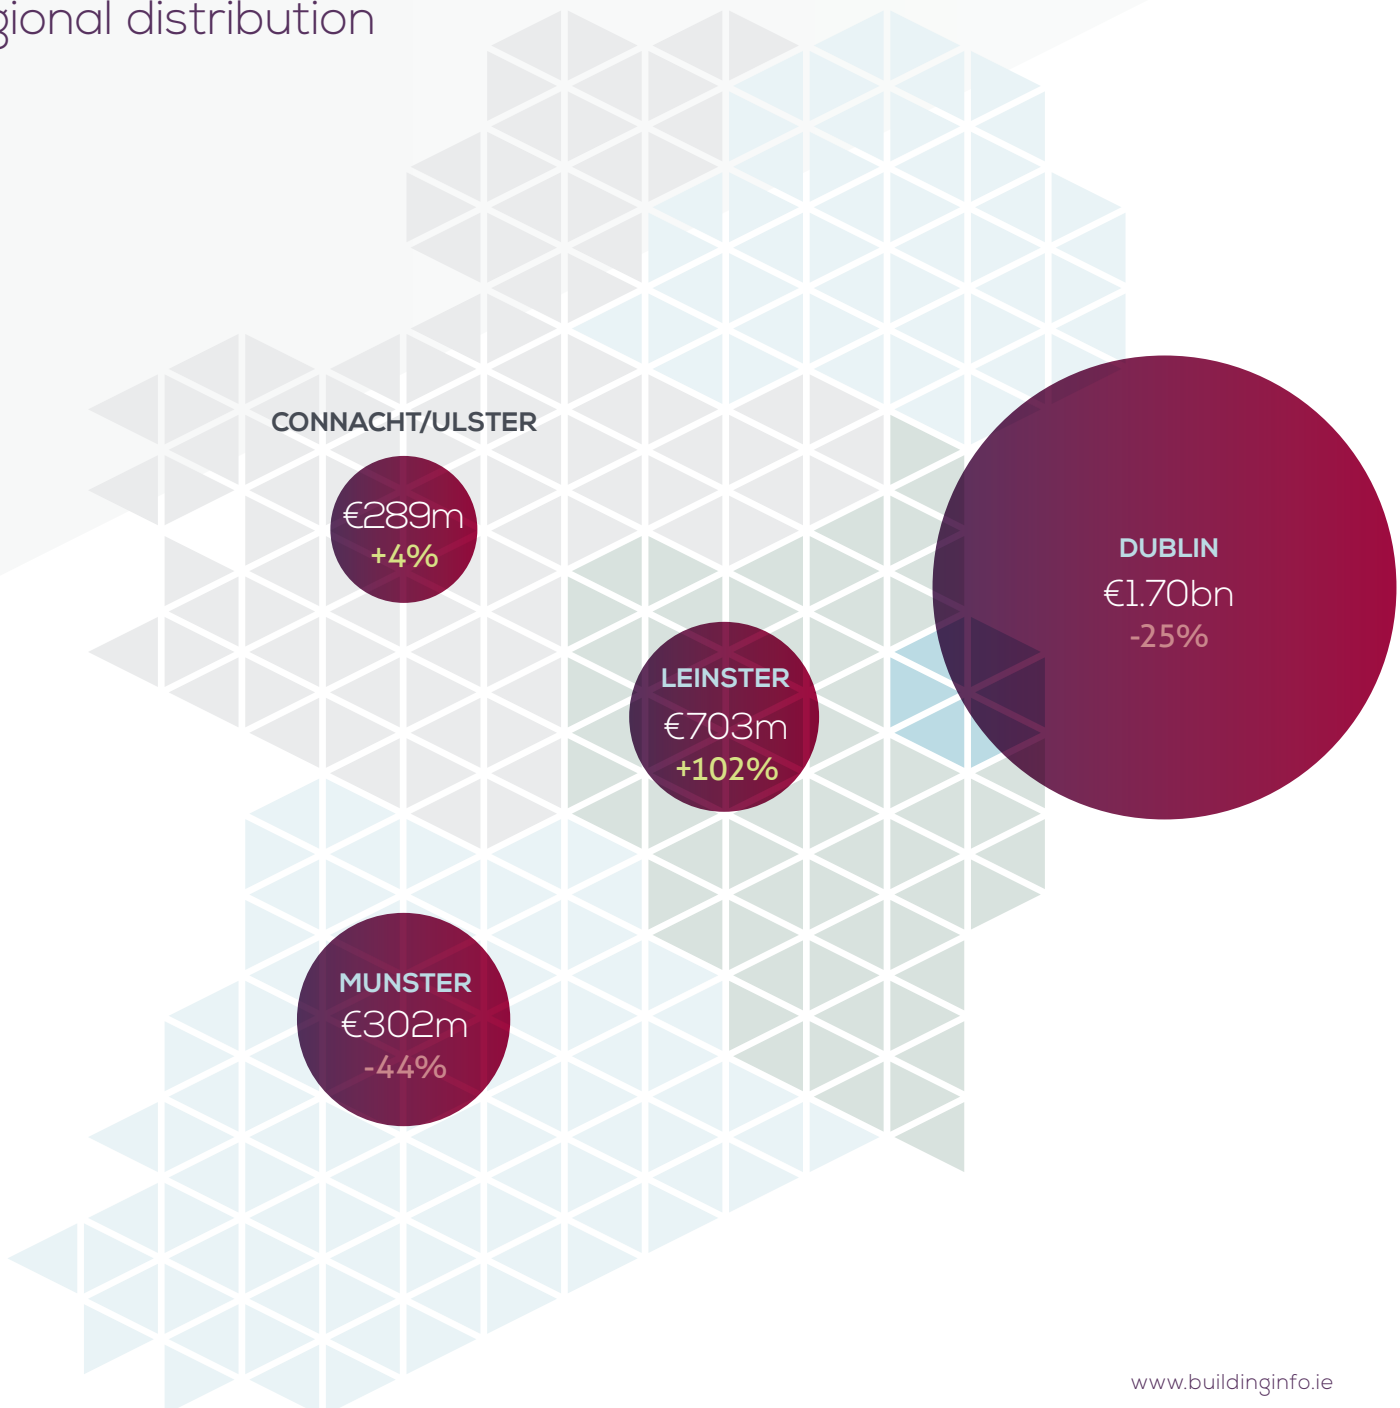 gional distribution
CONNACHT/ULSTER
€289m
+4%
DUBLIN
€1.70bn
-25%
LEINSTER
€703m
+102%
MUNSTER
€302m
-44%
www.buildinginfo.ie